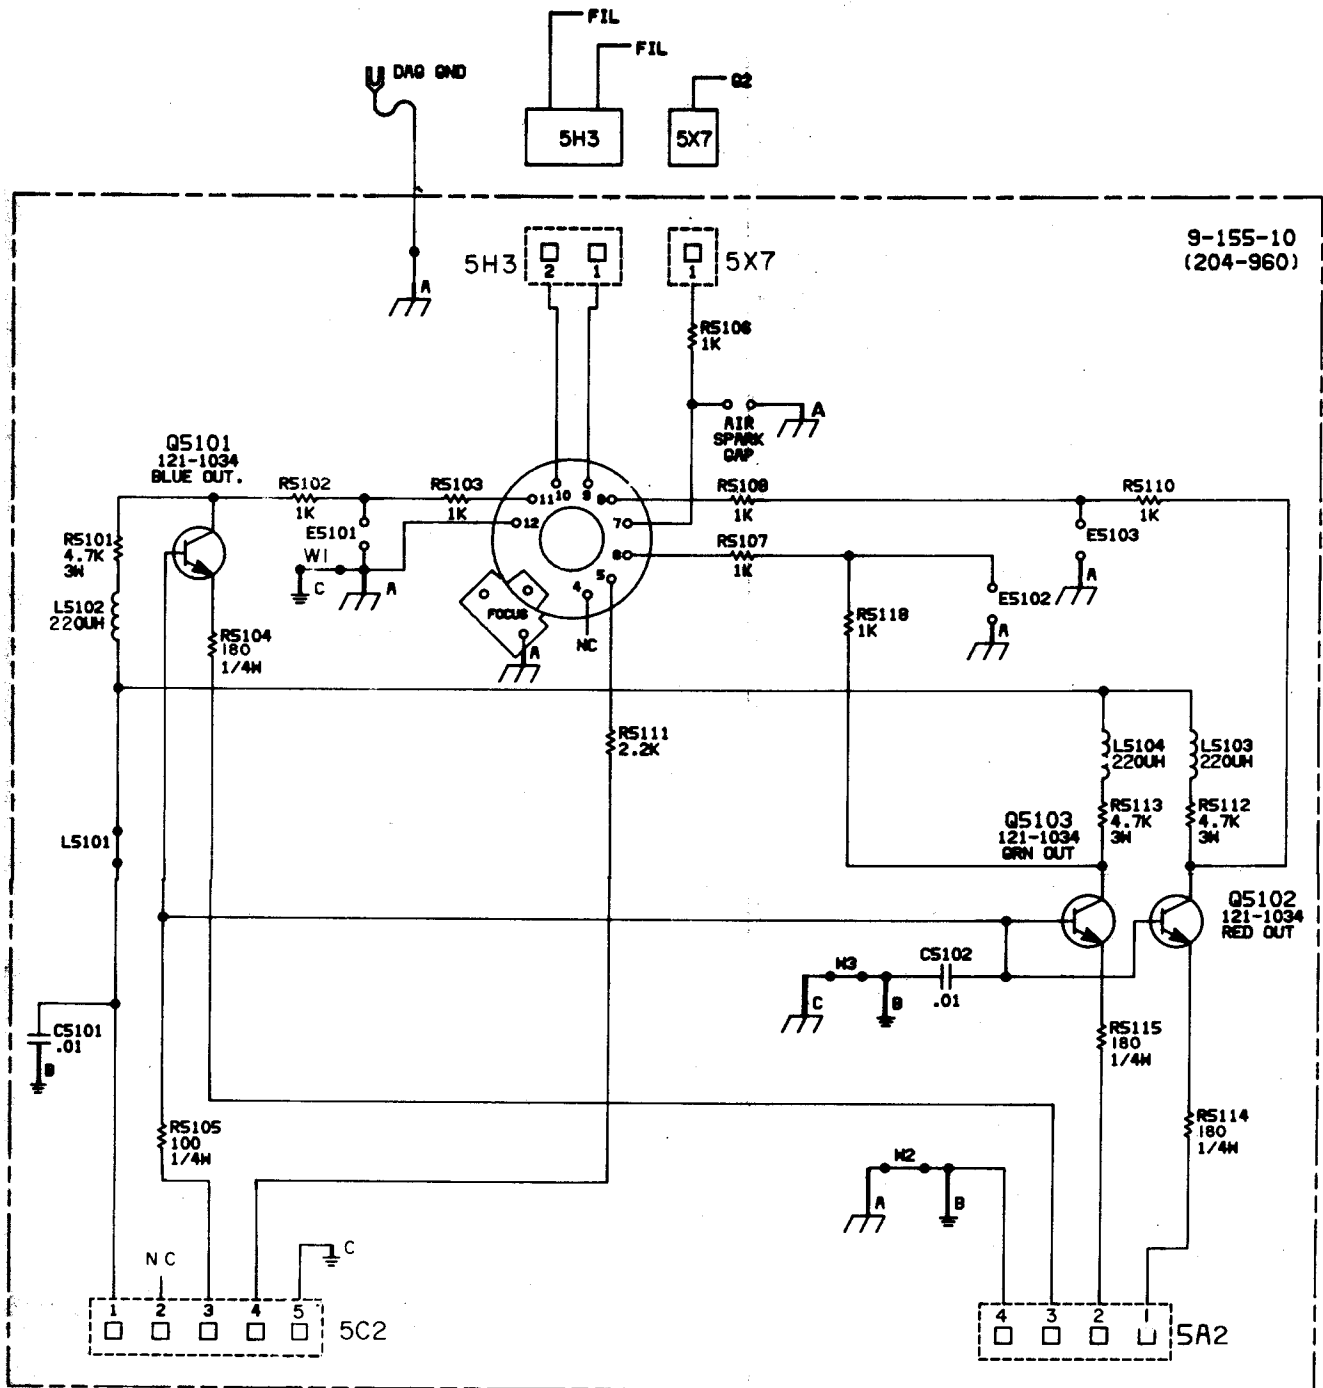 FIL
FIL
DAG GND
G2
5H3
5X7
9-155-10
(204-960)
5H3
2
1
1
5X7
A
R5106
1K
A
AIR
SPARK
GAP
Q5101
121-1034
BLUE OUT.
R5102
1K
R5103
1K
11
10
9
8
R5108
1K
R5110
1K
E5101
12
7
E5103
R5101
4.7K
3W
W1
C
A
6
R5107
1K
A
5
4
L5102
220UH
FOCUS
E5102
R5118
1K
A
R5104
180
1/4W
A
NC
R5111
2.2K
L5104
220UH
L5103
220UH
R5113
4.7K
3W
R5112
4.7K
3W
L5101
Q5103
121-1034
GRN OUT
Q5102
121-1034
RED OUT
W3
C5102
.01
C
B
C5101
.01
B
R5115
180
1/4W
R5105
100
1/4W
R5114
180
1/4W
W2
A
B
NC
C
1
2
3
4
5
5C2
4
3
2
5A2